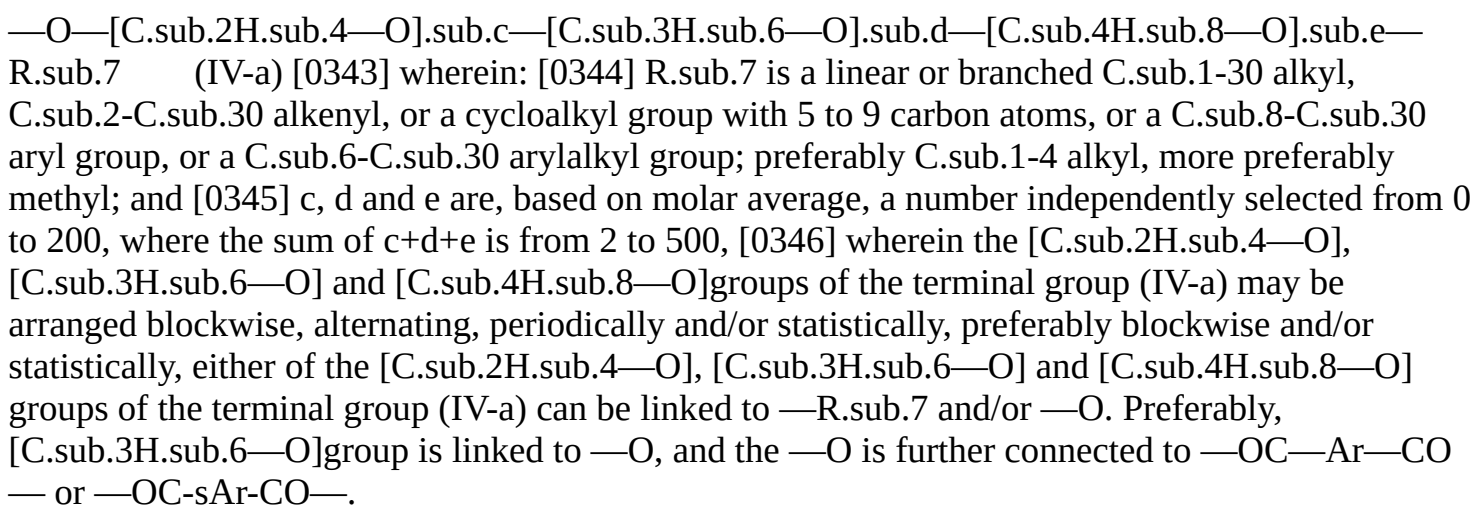 —O—[C.sub.2H.sub.4—O].sub.c—[C.sub.3H.sub.6—O].sub.d—[C.sub.4H.sub.8—O].sub.e—
R.sub.7  (IV-a) [0343] wherein: [0344] R.sub.7 is a linear or branched C.sub.1-30 alkyl,
C.sub.2-C.sub.30 alkenyl, or a cycloalkyl group with 5 to 9 carbon atoms, or a C.sub.8-C.sub.30
aryl group, or a C.sub.6-C.sub.30 arylalkyl group; preferably C.sub.1-4 alkyl, more preferably
methyl; and [0345] c, d and e are, based on molar average, a number independently selected from 0
to 200, where the sum of c+d+e is from 2 to 500, [0346] wherein the [C.sub.2H.sub.4—O],
[C.sub.3H.sub.6—O] and [C.sub.4H.sub.8—O]groups of the terminal group (IV-a) may be
arranged blockwise, alternating, periodically and/or statistically, preferably blockwise and/or
statistically, either of the [C.sub.2H.sub.4—O], [C.sub.3H.sub.6—O] and [C.sub.4H.sub.8—O]
groups of the terminal group (IV-a) can be linked to —R.sub.7 and/or —O. Preferably,
[C.sub.3H.sub.6—O]group is linked to —O, and the —O is further connected to —OC—Ar—CO
— or —OC-sAr-CO—.